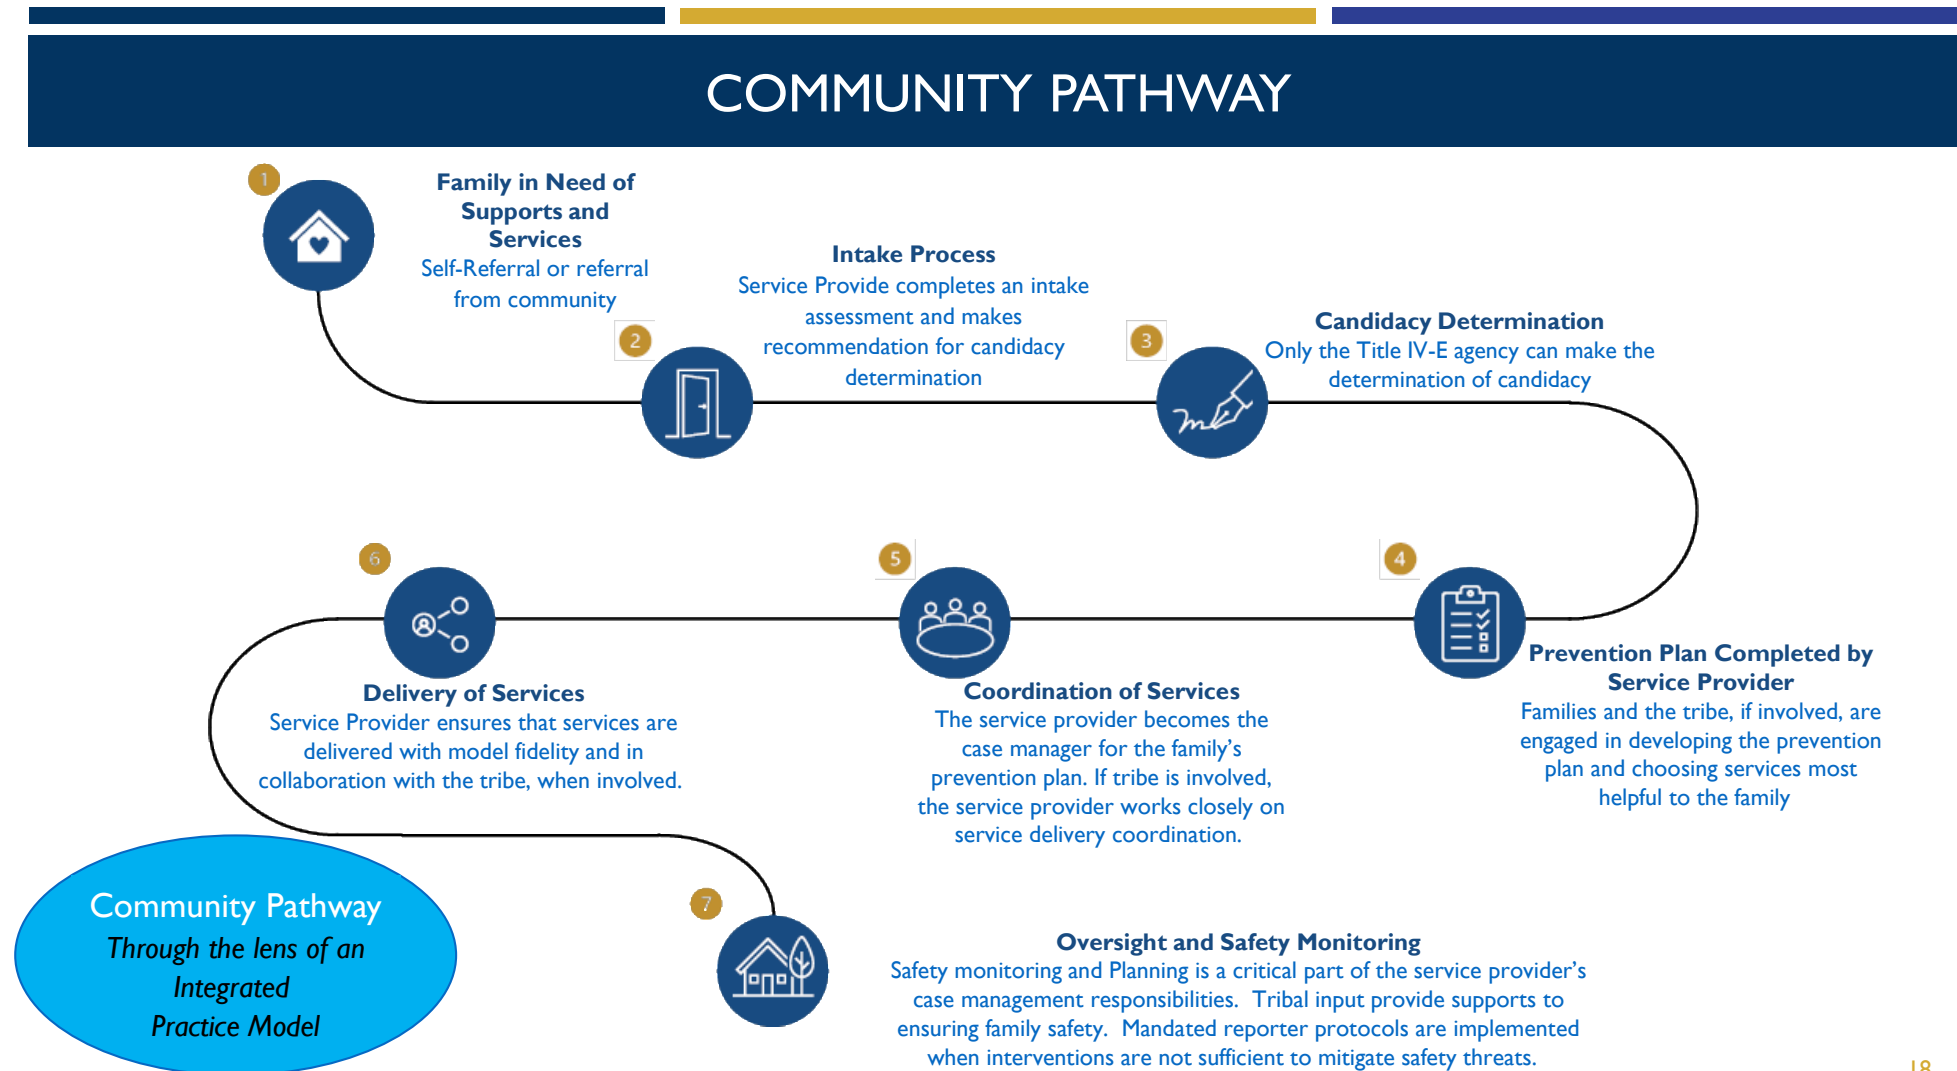 COMMUNITY PATHWAY
1
Family in Need of
Supports and
Services
Self-Referral or referral
from community
2
Intake Process
Service Provide completes an intake
assessment and makes
recommendation for candidacy
determination
3
Candidacy Determination
Only the Title IV-E agency can make the
determination of candidacy
4
Prevention Plan Completed by
Service Provider
Families and the tribe, if involved, are
engaged in developing the prevention
plan and choosing services most
helpful to the family
5
Coordination of Services
The service provider becomes the
case manager for the family's
prevention plan. If tribe is involved,
the service provider works closely on
service delivery coordination.
6
Delivery of Services
Service Provider ensures that services are
delivered with model fidelity and in
collaboration with the tribe, when involved.
7
Oversight and Safety Monitoring
Safety monitoring and Planning is a critical part of the service provider's
case management responsibilities. Tribal input provide supports to
ensuring family safety. Mandated reporter protocols are implemented
when interventions are not sufficient to mitigate safety threats.
Community Pathway
Through the lens of an
Integrated
Practice Model
18